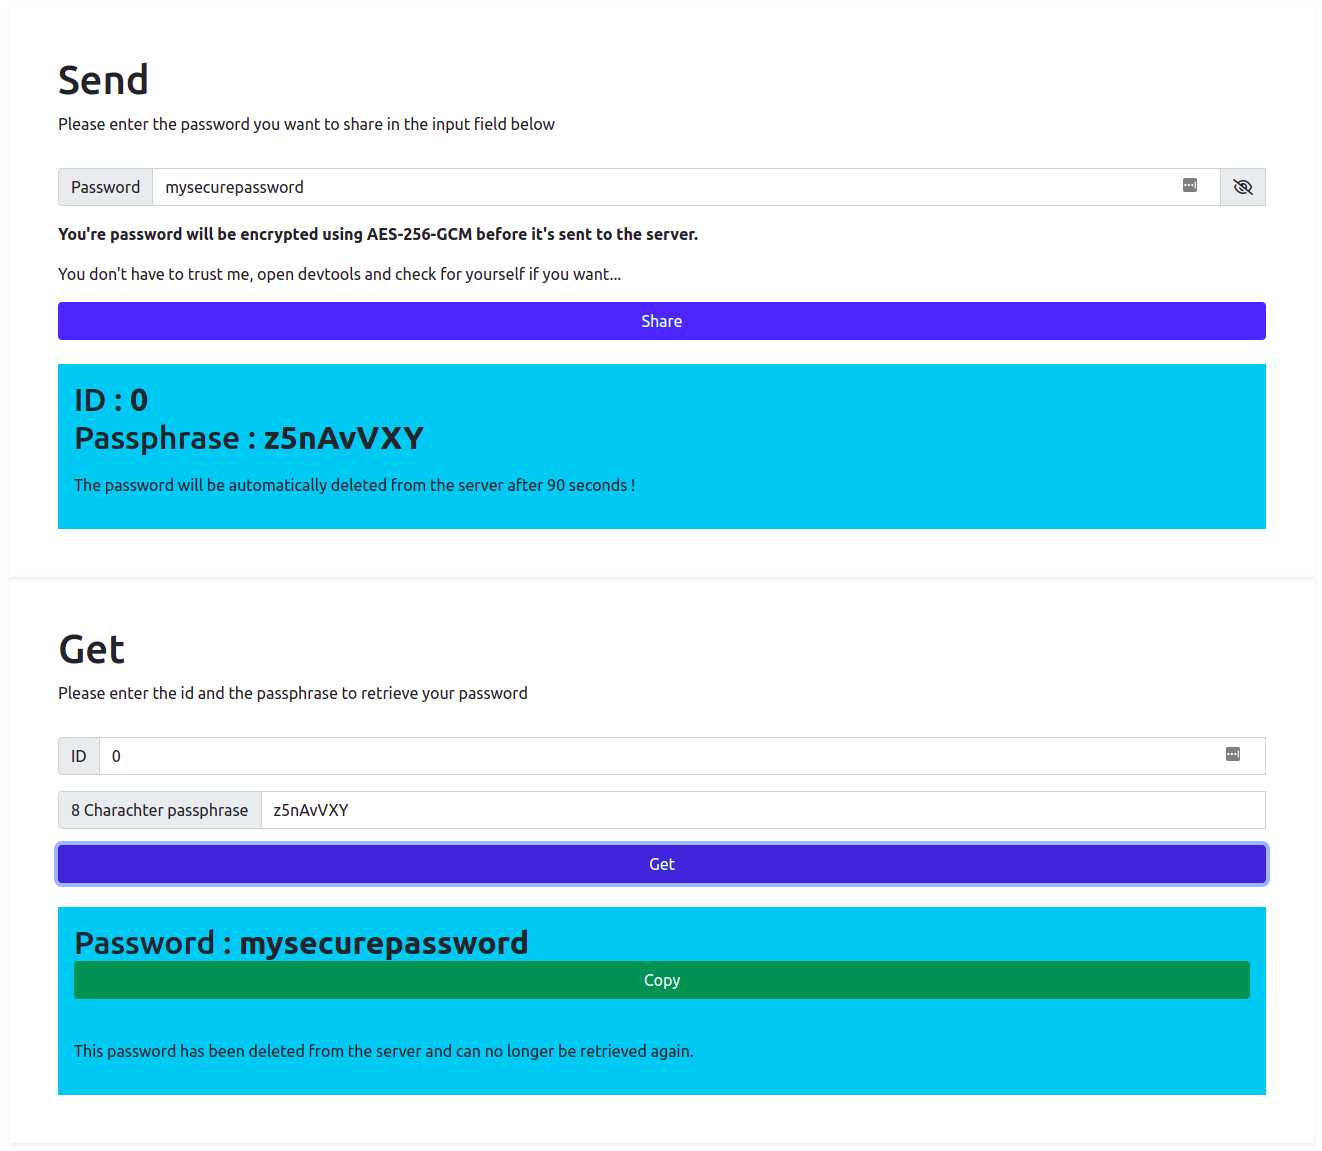 Send
Please enter the password you want to share in the input field below
Password mysecurepassword
You're password will be encrypted using AES-256-GCM before it's sent to the server.
You don't have to trust me, open devtools and check for yourself if you want...
Share
ID : 0
Passphrase : z5nAvVXY
The password will be automatically deleted from the server after 90 seconds !
Get
Please enter the id and the passphrase to retrieve your password
ID 0
8 Charachter passphrase z5nAvVXY
Get
Password : mysecurepassword
Copy
This password has been deleted from the server and can no longer be retrieved again.